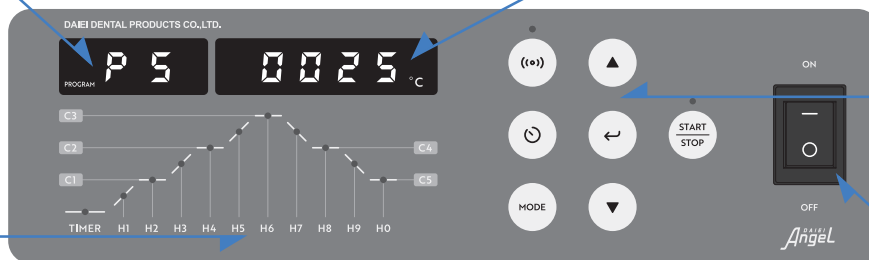 DAIEI DENTAL PRODUCTS CO.,LTD.
PROGRAM P 5
0025 °C
C3
C2
C4
C1
C5
TIMER H1 H2 H3 H4 H5 H6 H7 H8 H9 H0
START
STOP
MODE
ON
OFF
DAIEI
Angel